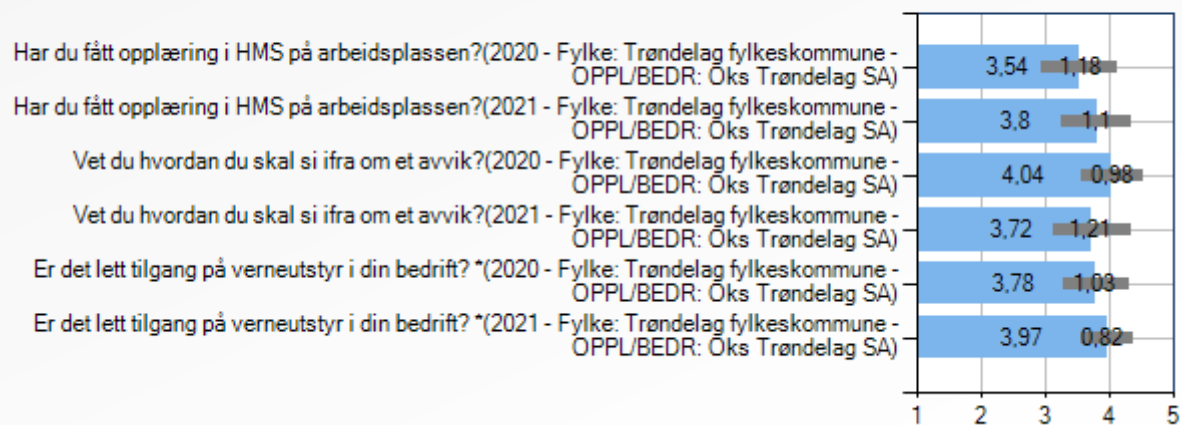 Har du fått opplæring i HMS på arbeidsplassen?(2020 - Fylke: Trøndelag fylkeskommune -
OPPL/BEDR: Oks Trøndelag SA)
3,54 1,18
Har du fått opplæring i HMS på arbeidsplassen?(2021 - Fylke: Trøndelag fylkeskommune -
OPPL/BEDR: Oks Trøndelag SA)
3,8 1,1
Vet du hvordan du skal si ifra om et avvik?(2020 - Fylke: Trøndelag fylkeskommune -
OPPL/BEDR: Oks Trøndelag SA)
4,04 0,98
Vet du hvordan du skal si ifra om et avvik?(2021 - Fylke: Trøndelag fylkeskommune -
OPPL/BEDR: Oks Trøndelag SA)
3,72 1,21
Er det lett tilgang på verneutstyr i din bedrift? *(2020 - Fylke: Trøndelag fylkeskommune -
OPPL/BEDR: Oks Trøndelag SA)
3,78 1,03
Er det lett tilgang på verneutstyr i din bedrift? *(2021 - Fylke: Trøndelag fylkeskommune -
OPPL/BEDR: Oks Trøndelag SA)
3,97 0,82
1 2 3 4 5